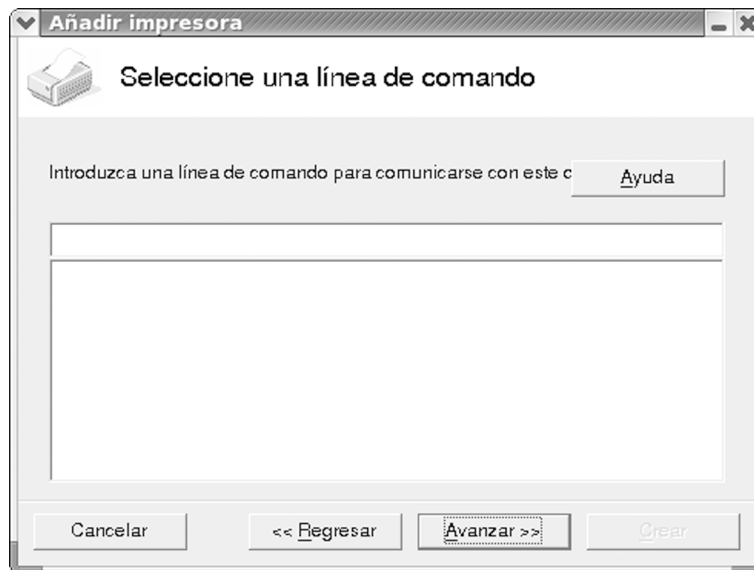 Añadir impresora
Seleccione una línea de comando
Introduzca una línea de comando para comunicarse con este
Ayuda
Cancelar
<< Regresar
Avanzar >>
Crear